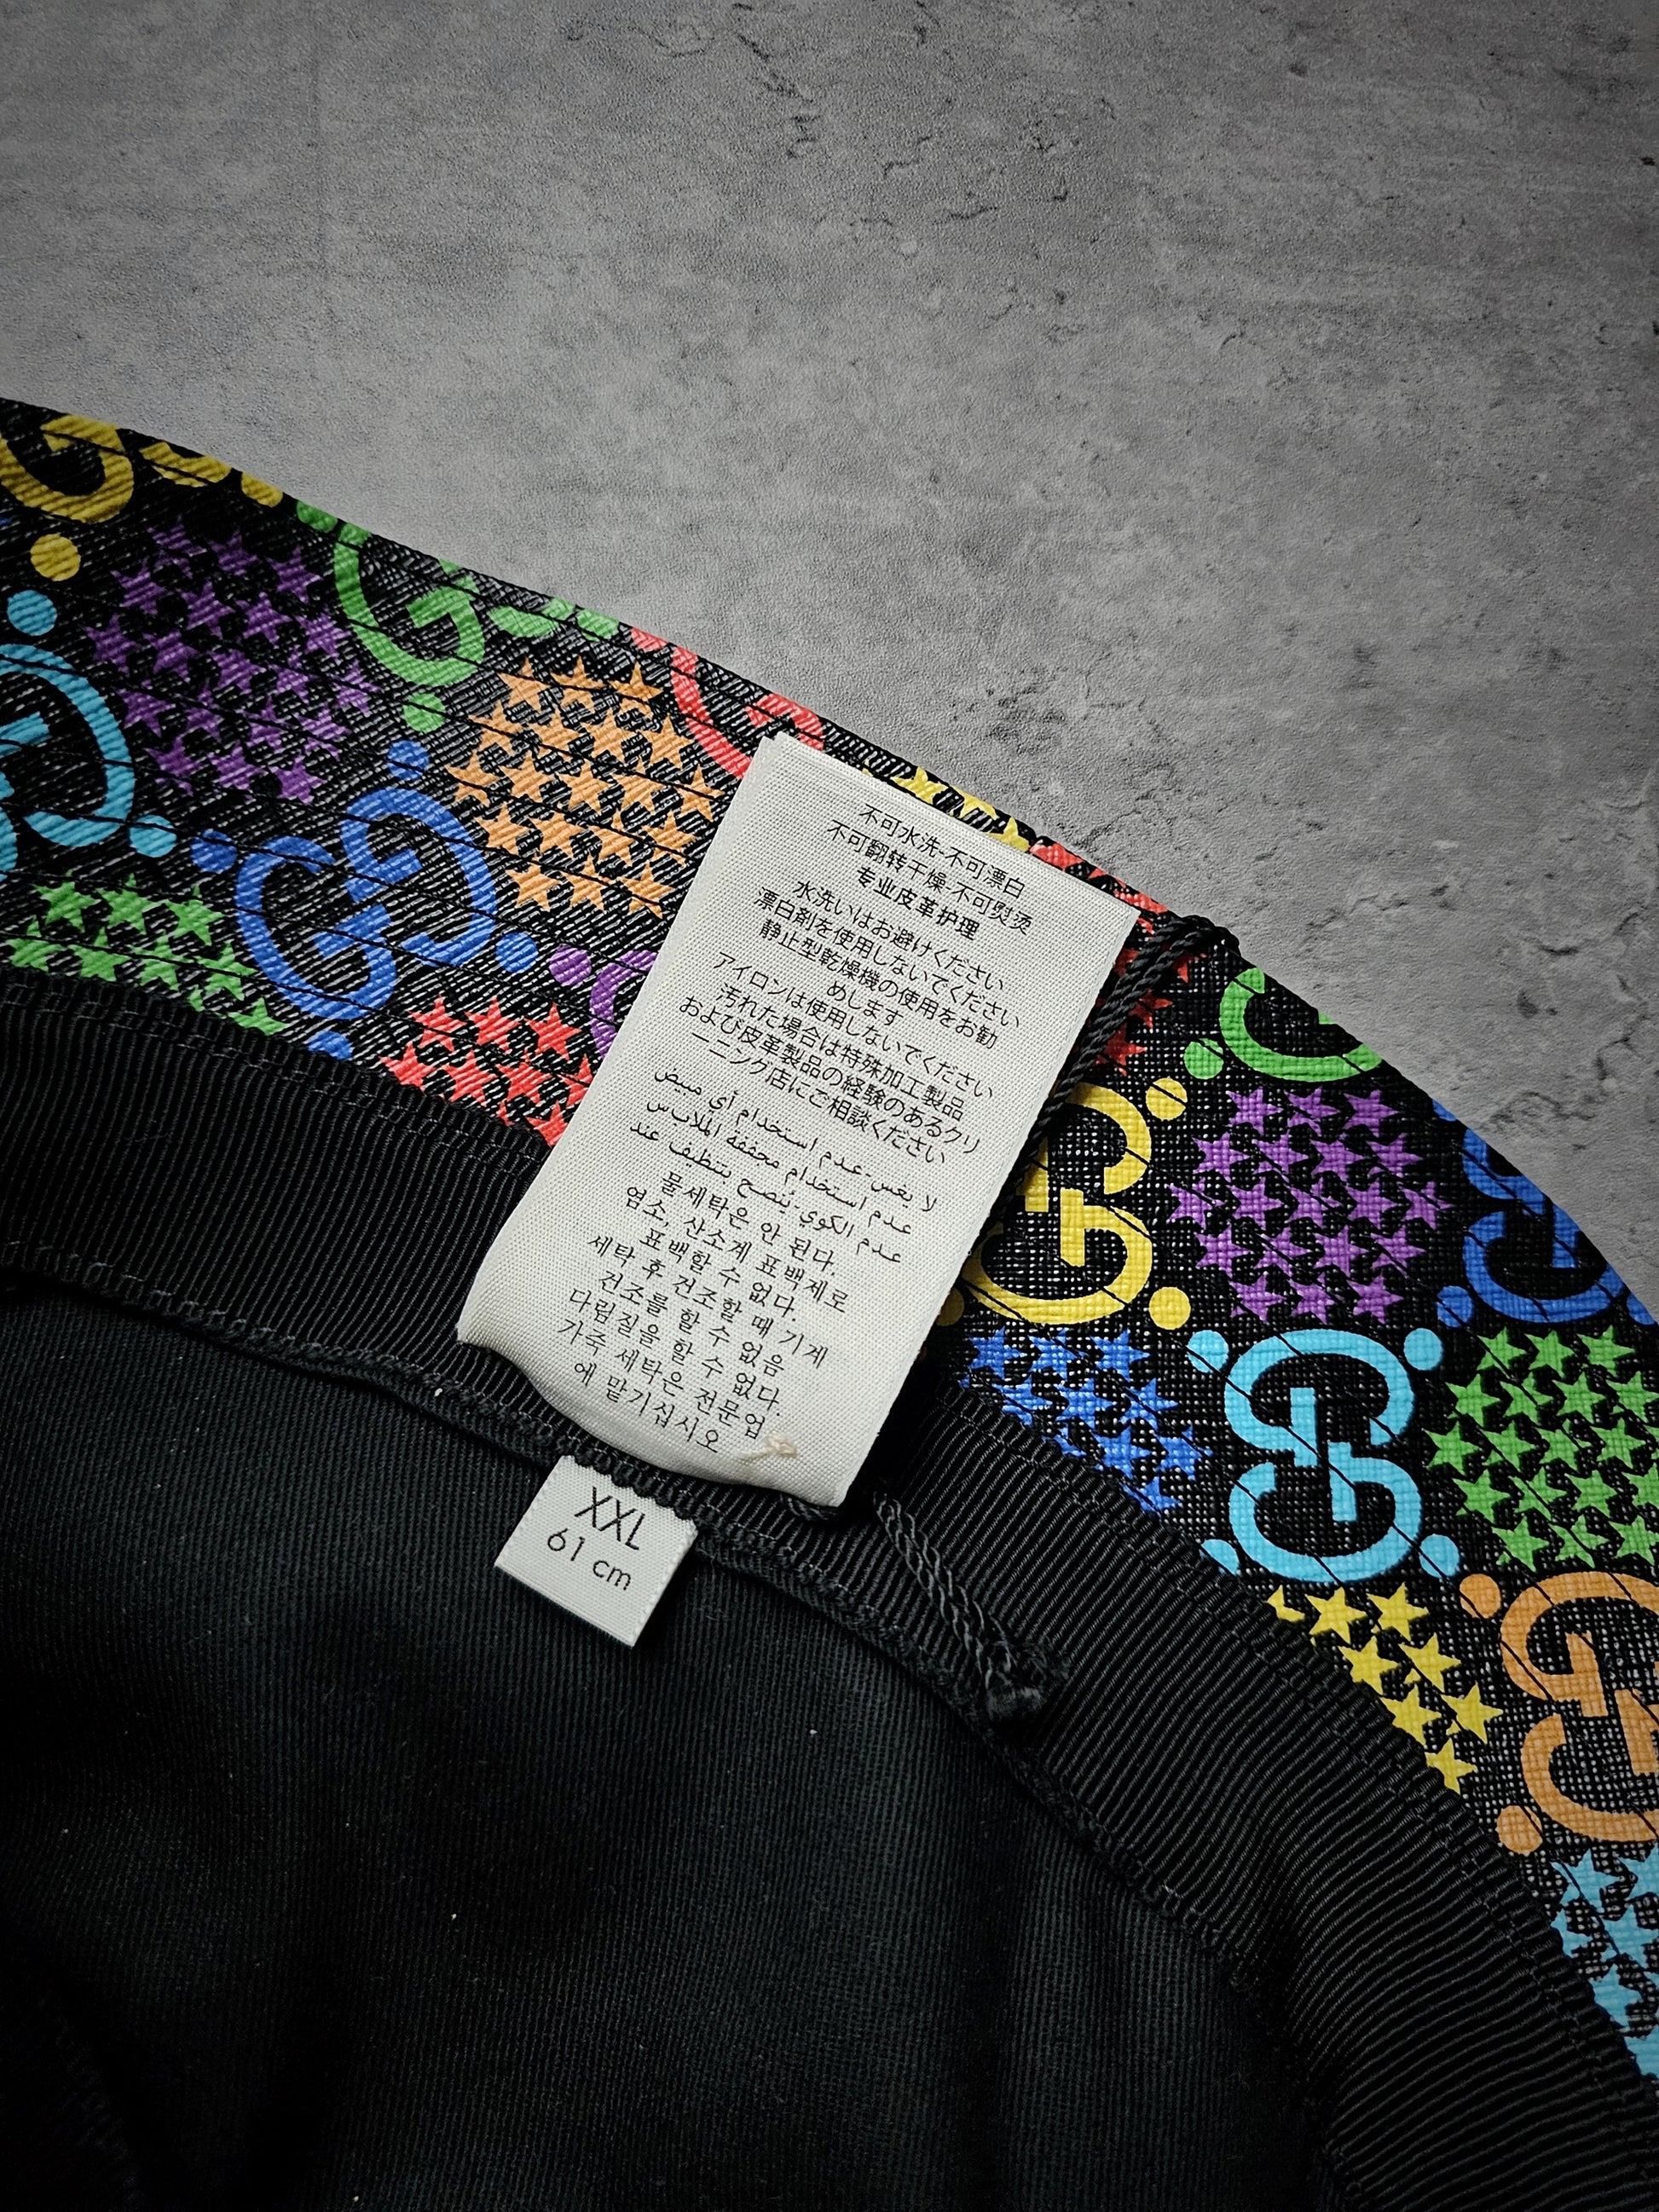 不可水洗-不可漂白
不可翻转干燥-不可熨烫
专业皮革护理
水洗いはお避けください
漂白剤を使用しないでください
静止型乾燥機の使用をお勧
めします
アイロンは使用しないでください
汚れた場合は特殊加工製品
および皮革製品の経験のあるクリ
ーニング店にご相談ください
لا يغس-عدم استخدام أي مبيض
عدم استخدام مجففة الملابس
عدم الكوي-يُنصح بتنظيف عند
물세탁은 안 된다.
염소, 산소계 표백제로
표백할 수 없다.
세탁 후 건조할 때 기계
건조를 할 수 없음
다림질을 할 수 없다.
가죽 세탁은 전문업
에 맡기십시오
XXL
61 cm